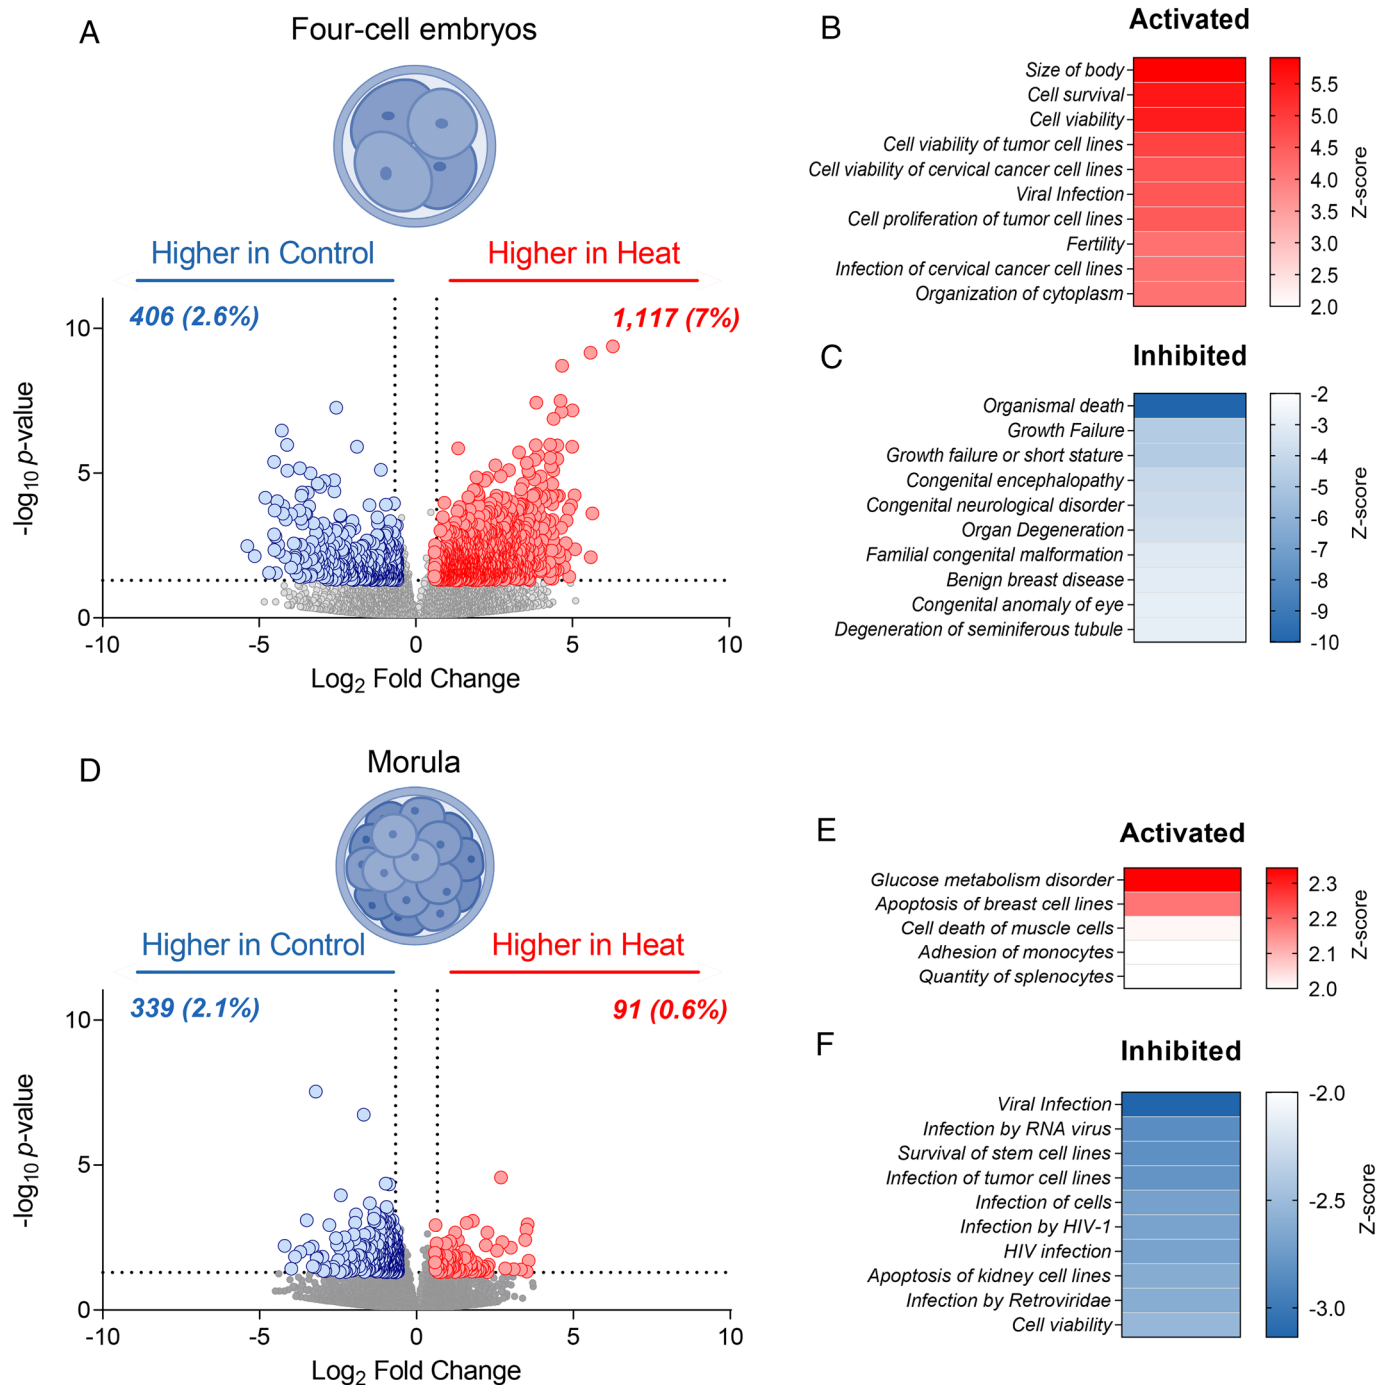 A
Four-cell embryos
Higher in Control
Higher in Heat
406 (2.6%)
1,117 (7%)
10
5
0
-log10 p-value
-10
-5
0
5
10
Log2 Fold Change
B
Activated
Size of body
Cell survival
Cell viability
Cell viability of tumor cell lines
Cell viability of cervical cancer cell lines
Viral Infection
Cell proliferation of tumor cell lines
Fertility
Infection of cervical cancer cell lines
Organization of cytoplasm
5.5
5.0
4.5
4.0
3.5
3.0
2.5
2.0
Z-score
C
Inhibited
Organismal death
Growth Failure
Growth failure or short stature
Congenital encephalopathy
Congenital neurological disorder
Organ Degeneration
Familial congenital malformation
Benign breast disease
Congenital anomaly of eye
Degeneration of seminiferous tubule
-2
-3
-4
-5
-6
-7
-8
-9
-10
Z-score
D
Morula
Higher in Control
Higher in Heat
339 (2.1%)
91 (0.6%)
10
5
0
-log10 p-value
-10
-5
0
5
10
Log2 Fold Change
E
Activated
Glucose metabolism disorder
Apoptosis of breast cell lines
Cell death of muscle cells
Adhesion of monocytes
Quantity of splenocytes
2.3
2.2
2.1
2.0
Z-score
F
Inhibited
Viral Infection
Infection by RNA virus
Survival of stem cell lines
Infection of tumor cell lines
Infection of cells
Infection by HIV-1
HIV infection
Apoptosis of kidney cell lines
Infection by Retroviridae
Cell viability
-2.0
-2.5
-3.0
Z-score